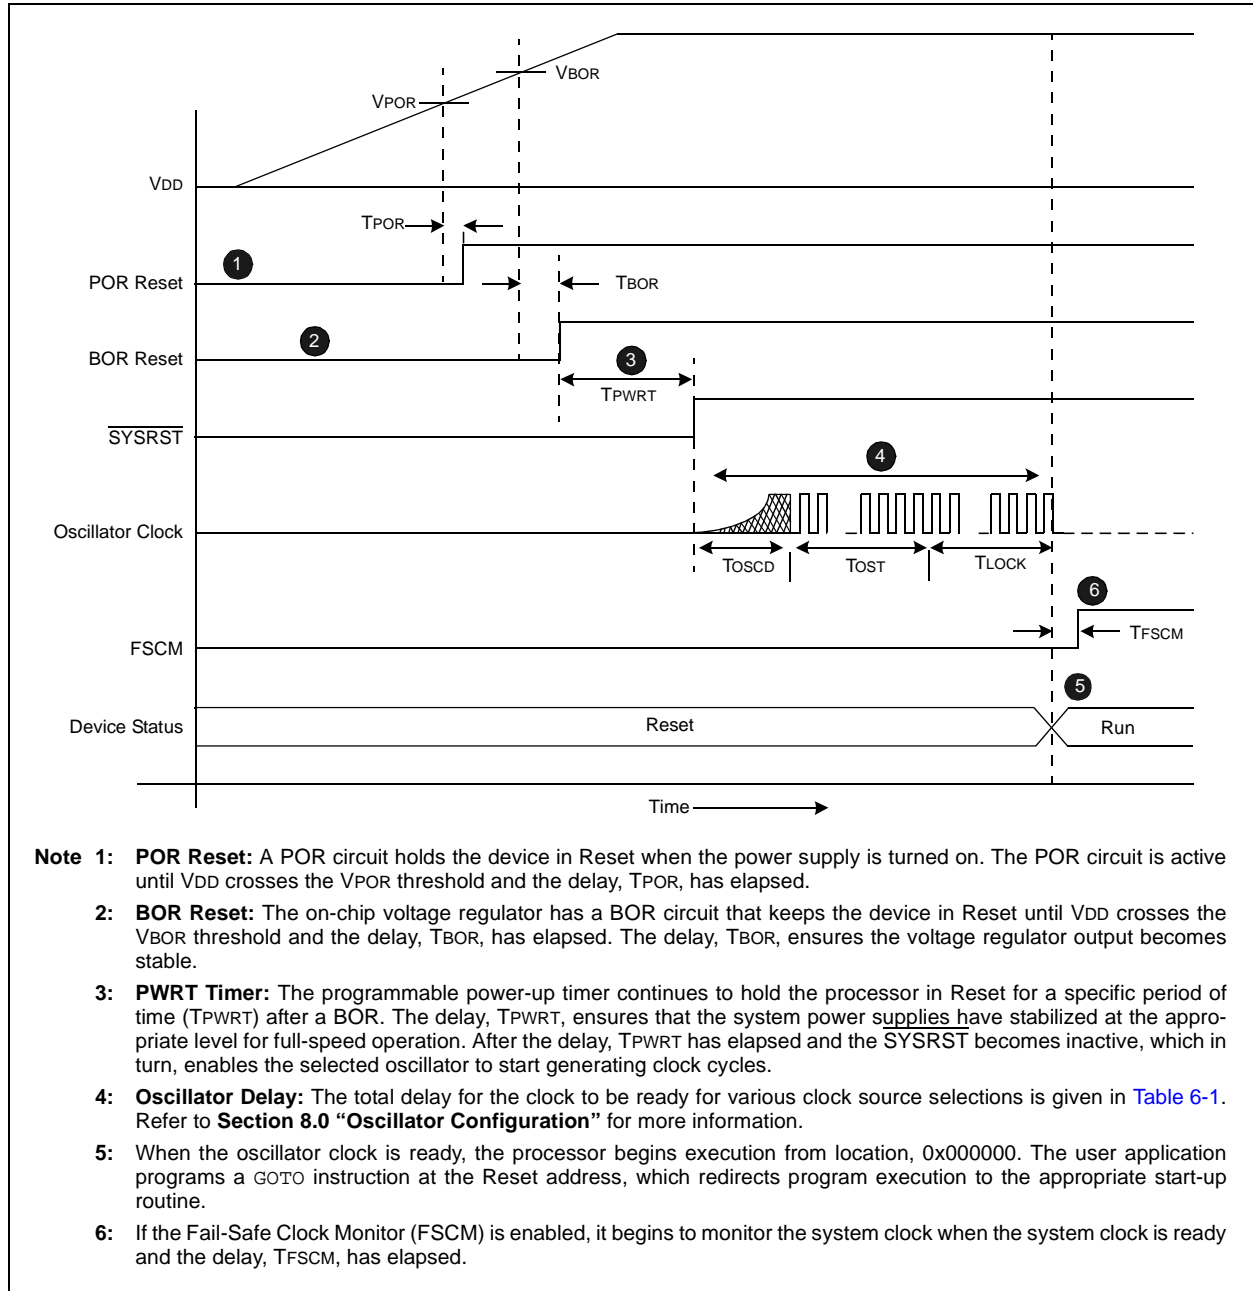 VBOR
VPOR
VDD
TPOR
1
POR Reset
TBOR
2
BOR Reset
3
TPWRT
SYSRST
4
Oscillator Clock
TOSCD
TOST
TLOCK
6
FSCM
TFSCM
5
Device Status
Reset
Run
Time
Note 1: POR Reset: A POR circuit holds the device in Reset when the power supply is turned on. The POR circuit is active
until VDD crosses the VPOR threshold and the delay, TPOR, has elapsed.
2: BOR Reset: The on-chip voltage regulator has a BOR circuit that keeps the device in Reset until VDD crosses the
VBOR threshold and the delay, TBOR, has elapsed. The delay, TBOR, ensures the voltage regulator output becomes
stable.
3: PWRT Timer: The programmable power-up timer continues to hold the processor in Reset for a specific period of
time (TPWRT) after a BOR. The delay, TPWRT, ensures that the system power supplies have stabilized at the appro-
priate level for full-speed operation. After the delay, TPWRT has elapsed and the SYSRST becomes inactive, which in
turn, enables the selected oscillator to start generating clock cycles.
4: Oscillator Delay: The total delay for the clock to be ready for various clock source selections is given in Table 6-1.
Refer to Section 8.0 “Oscillator Configuration” for more information.
5: When the oscillator clock is ready, the processor begins execution from location, 0x000000. The user application
programs a GOTO instruction at the Reset address, which redirects program execution to the appropriate start-up
routine.
6: If the Fail-Safe Clock Monitor (FSCM) is enabled, it begins to monitor the system clock when the system clock is ready
and the delay, TFSCM, has elapsed.